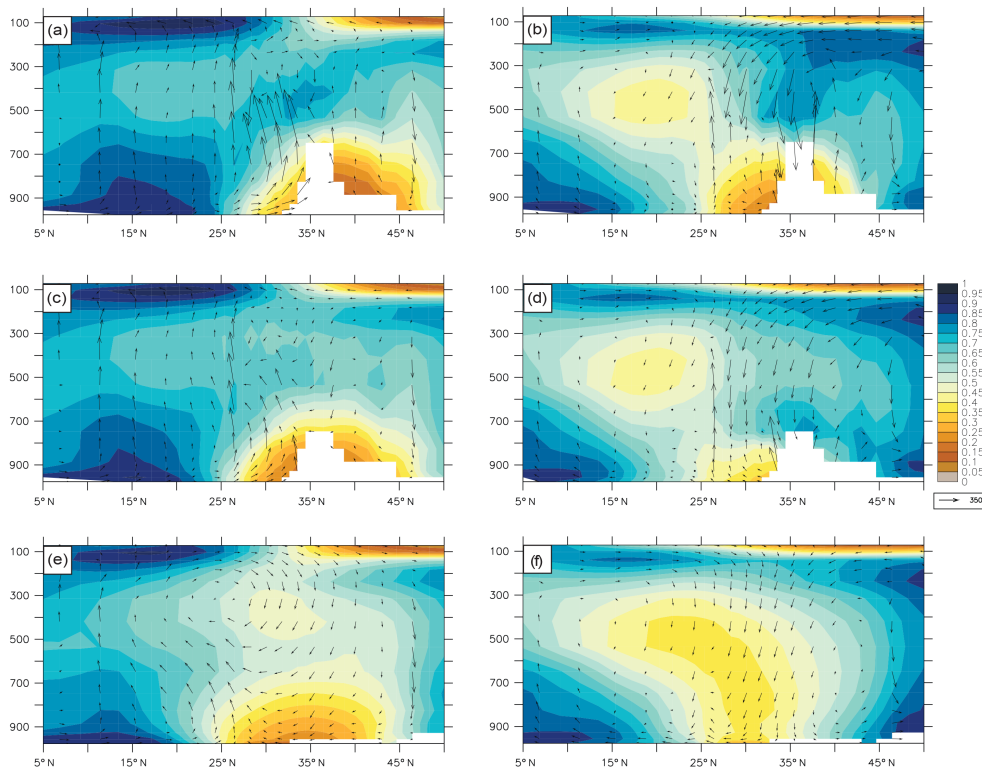 (a)
100
300
500
700
900
5° N
15° N
25° N
35° N
45° N
(b)
100
300
500
700
900
5° N
15° N
25° N
35° N
45° N
(c)
100
300
500
700
900
5° N
15° N
25° N
35° N
45° N
(d)
100
300
500
700
900
5° N
15° N
25° N
35° N
45° N
1
0.95
0.9
0.85
0.8
0.75
0.7
0.65
0.6
0.55
0.5
0.45
0.4
0.35
0.3
0.25
0.2
0.15
0.1
0.05
0
350
(e)
100
300
500
700
900
5° N
15° N
25° N
35° N
45° N
(f)
100
300
500
700
900
5° N
15° N
25° N
35° N
45° N